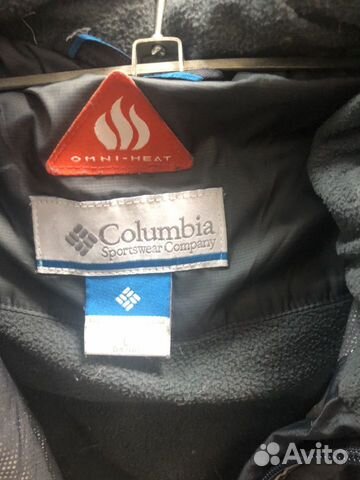 OMNI-HEAT
Columbia
Sportswear Company
L
Avito